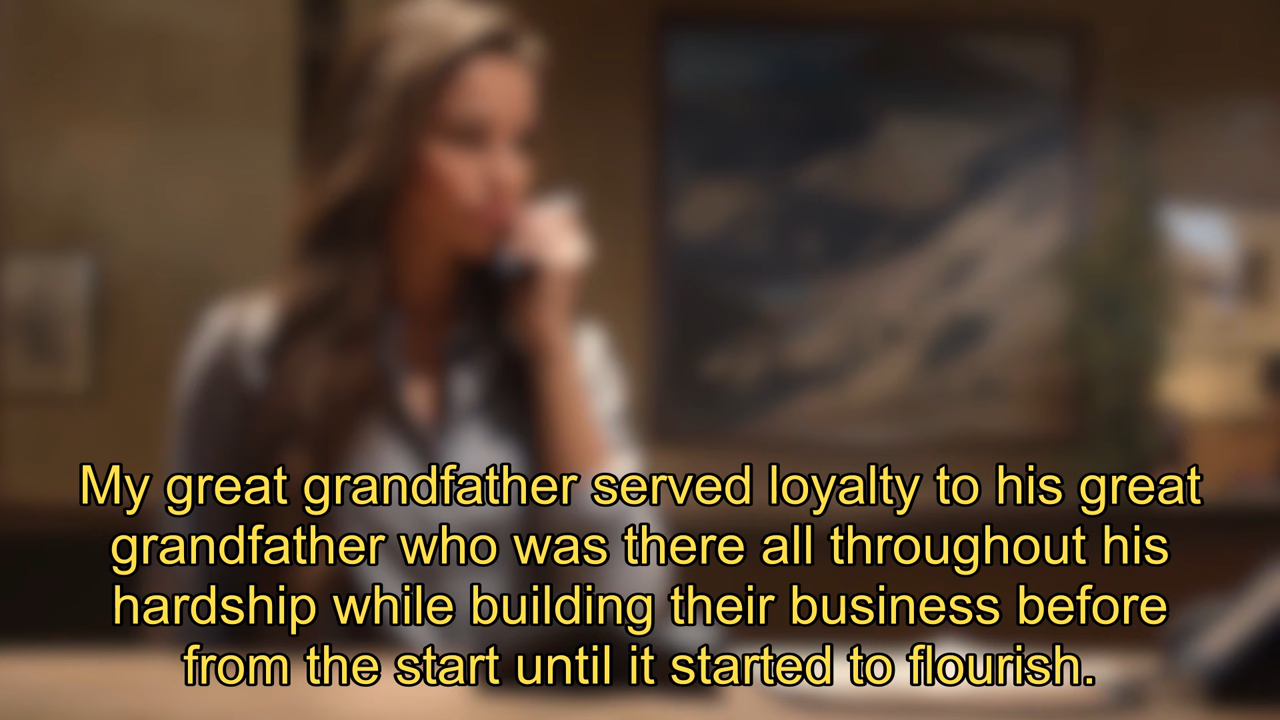 My great grandfather served loyalty to his great
grandfather who was there all throughout his
hardship while building their business before
from the start until it started to flourish.